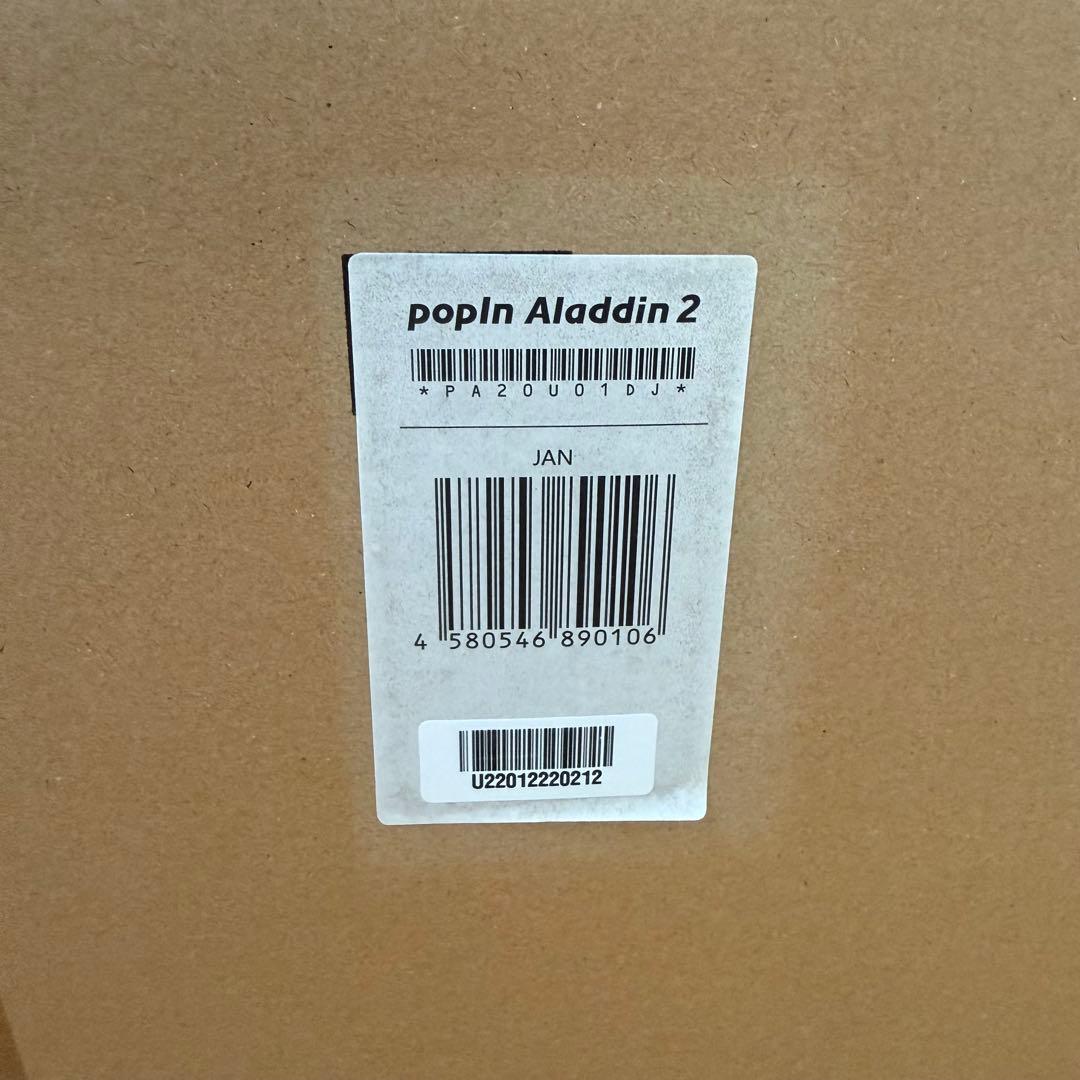 popIn Aladdin 2
*PA20U01DJ*
JAN
4 580546 890106
U22012220212